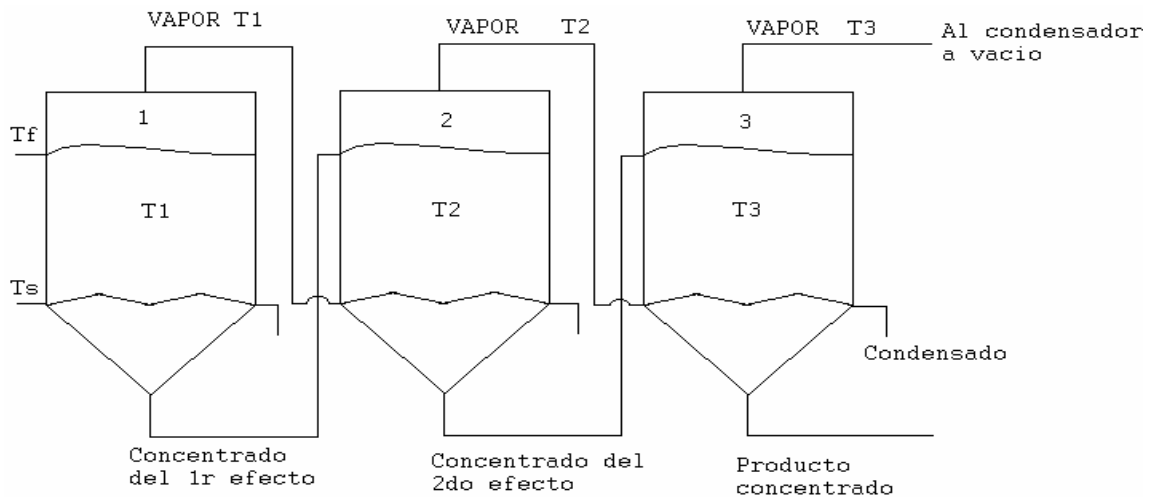 VAPOR T1
VAPOR T2
VAPOR T3
Al condensador
a vacio
1
2
3
Tf
T1
T2
T3
Ts
Condensado
Concentrado
del 1r efecto
Concentrado del
2do efecto
Producto
concentrado